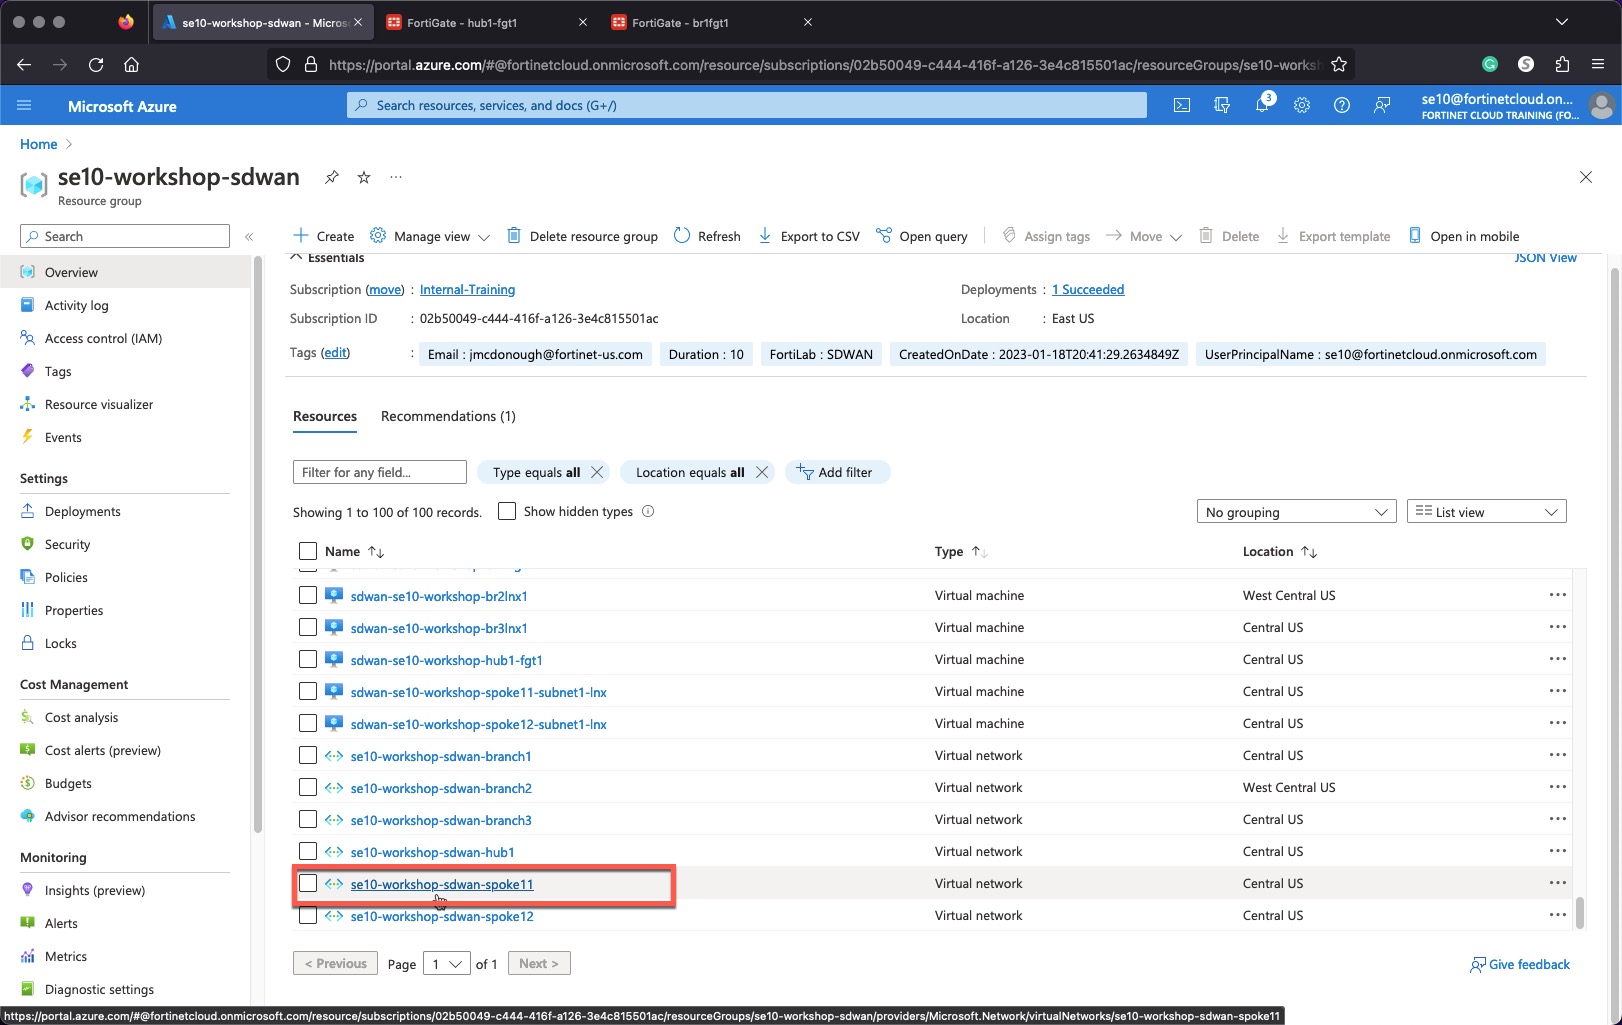 se10-workshop-sdwan - Micros
FortiGate - hub1-fgt1
FortiGate - br1fgt1
https://portal.azure.com/#@fortinetcloud.onmicrosoft.com/resource/subscriptions/02b50049-c444-416f-a126-3e4c815501ac/resourceGroups/se10-works
Microsoft Azure
Search resources, services, and docs (G+/)
3
se10@fortinetcloud.on...
FORTINET CLOUD TRAINING (FO...
Home
se10-workshop-sdwan
Resource group
Search
Create
Manage view
Delete resource group
Refresh
Export to CSV
Open query
Assign tags
Move
Delete
Export template
Open in mobile
Overview
Activity log
Access control (IAM)
Tags
Resource visualizer
Events
Settings
Deployments
Security
Policies
Properties
Locks
Cost Management
Cost analysis
Cost alerts (preview)
Budgets
Advisor recommendations
Monitoring
Insights (preview)
Alerts
Metrics
Diagnostic settings
Essentials
JSON View
Subscription (move) : Internal-Training
Deployments : 1 Succeeded
Subscription ID : 02b50049-c444-416f-a126-3e4c815501ac
Location : East US
Tags (edit) : Email : jmcdonough@fortinet-us.com Duration : 10 FortiLab : SDWAN CreatedOnDate : 2023-01-18T20:41:29.2634849Z UserPrincipalName : se10@fortinetcloud.onmicrosoft.com
Resources Recommendations (1)
Filter for any field...
Type equals all
Location equals all
Add filter
Showing 1 to 100 of 100 records.
Show hidden types
No grouping
List view
Name Type Location
sdwan-se10-workshop-br2lnx1 Virtual machine West Central US
sdwan-se10-workshop-br3lnx1 Virtual machine Central US
sdwan-se10-workshop-hub1-fgt1 Virtual machine Central US
sdwan-se10-workshop-spoke11-subnet1-lnx Virtual machine Central US
sdwan-se10-workshop-spoke12-subnet1-lnx Virtual machine Central US
se10-workshop-sdwan-branch1 Virtual network Central US
se10-workshop-sdwan-branch2 Virtual network West Central US
se10-workshop-sdwan-branch3 Virtual network Central US
se10-workshop-sdwan-hub1 Virtual network Central US
se10-workshop-sdwan-spoke11 Virtual network Central US
se10-workshop-sdwan-spoke12 Virtual network Central US
< Previous Page 1 of 1 Next >
Give feedback
https://portal.azure.com/#@fortinetcloud.onmicrosoft.com/resource/subscriptions/02b50049-c444-416f-a126-3e4c815501ac/resourceGroups/se10-workshop-sdwan/providers/Microsoft.Network/virtualNetworks/se10-workshop-sdwan-spoke11